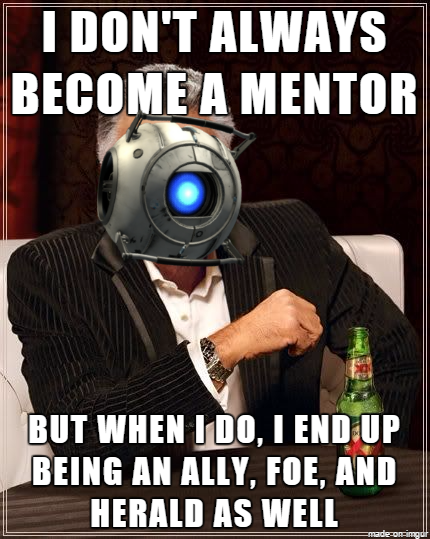 I DON'T ALWAYS
BECOME A MENTOR
BUT WHEN I DO, I END UP
BEING AN ALLY, FOE, AND
HERALD AS WELL
made on imgur